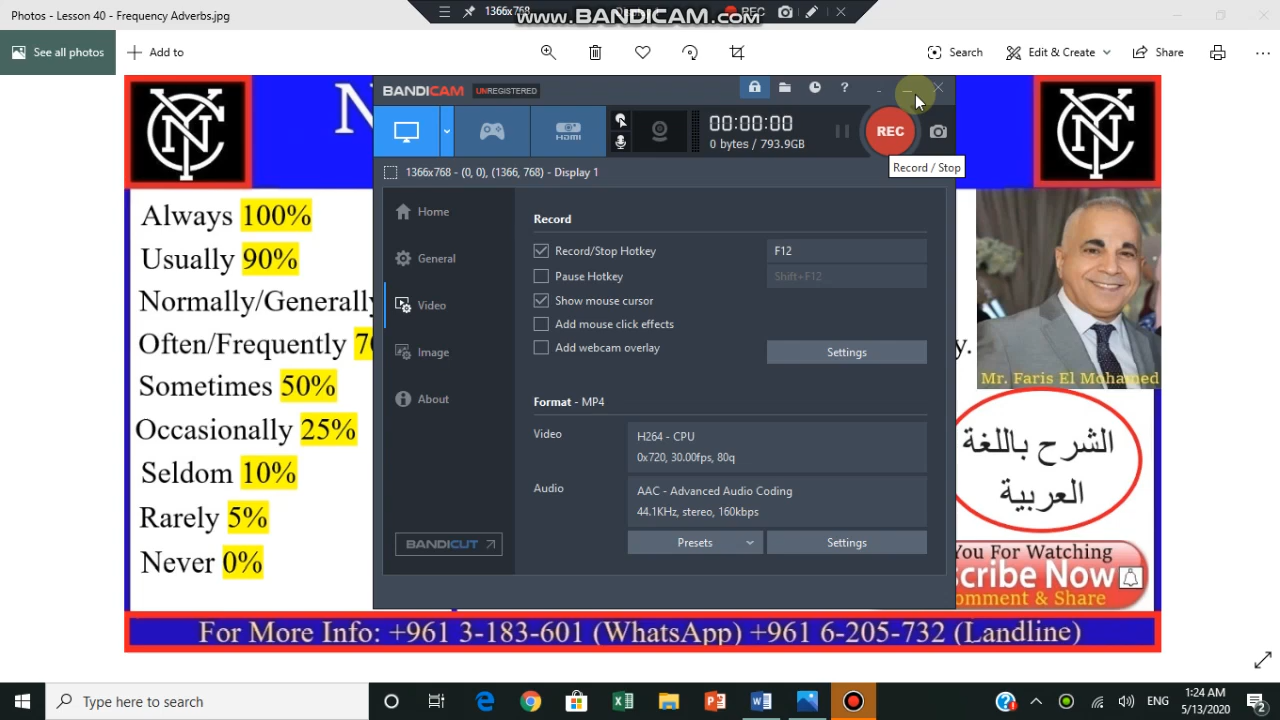 Photos - Lesson 40 - Frequency Adverbs.jpg
1366x768
www.BANDICAM.com
REC
See all photos
Add to
Search
Edit & Create
Share
NYC
N
NYC
BANDICAM UNREGISTERED
00:00:00
0 bytes / 793.9GB
HDMI
REC
Record / Stop
1366x768 - (0, 0), (1366, 768) - Display 1
Home
General
Video
Image
About
BANDICUT
Record
Record/Stop Hotkey
F12
Pause Hotkey
Shift+F12
Show mouse cursor
Add mouse click effects
Add webcam overlay
Settings
Format - MP4
Video
H264 - CPU
0x720, 30.00fps, 80q
Audio
AAC - Advanced Audio Coding
44.1KHz, stereo, 160kbps
Presets
Settings
Always 100%
Usually 90%
Normally/Generally
Often/Frequently 7
Sometimes 50%
Occasionally 25%
Seldom 10%
Rarely 5%
Never 0%
y.
Mr. Faris El Mohamed
الشرح باللغة
العربية
You For Watching
scribe Now
omment & Share
For More Info: +961 3-183-601 (WhatsApp) +961 6-205-732 (Landline)
Type here to search
ENG
1:24 AM
5/13/2020
2